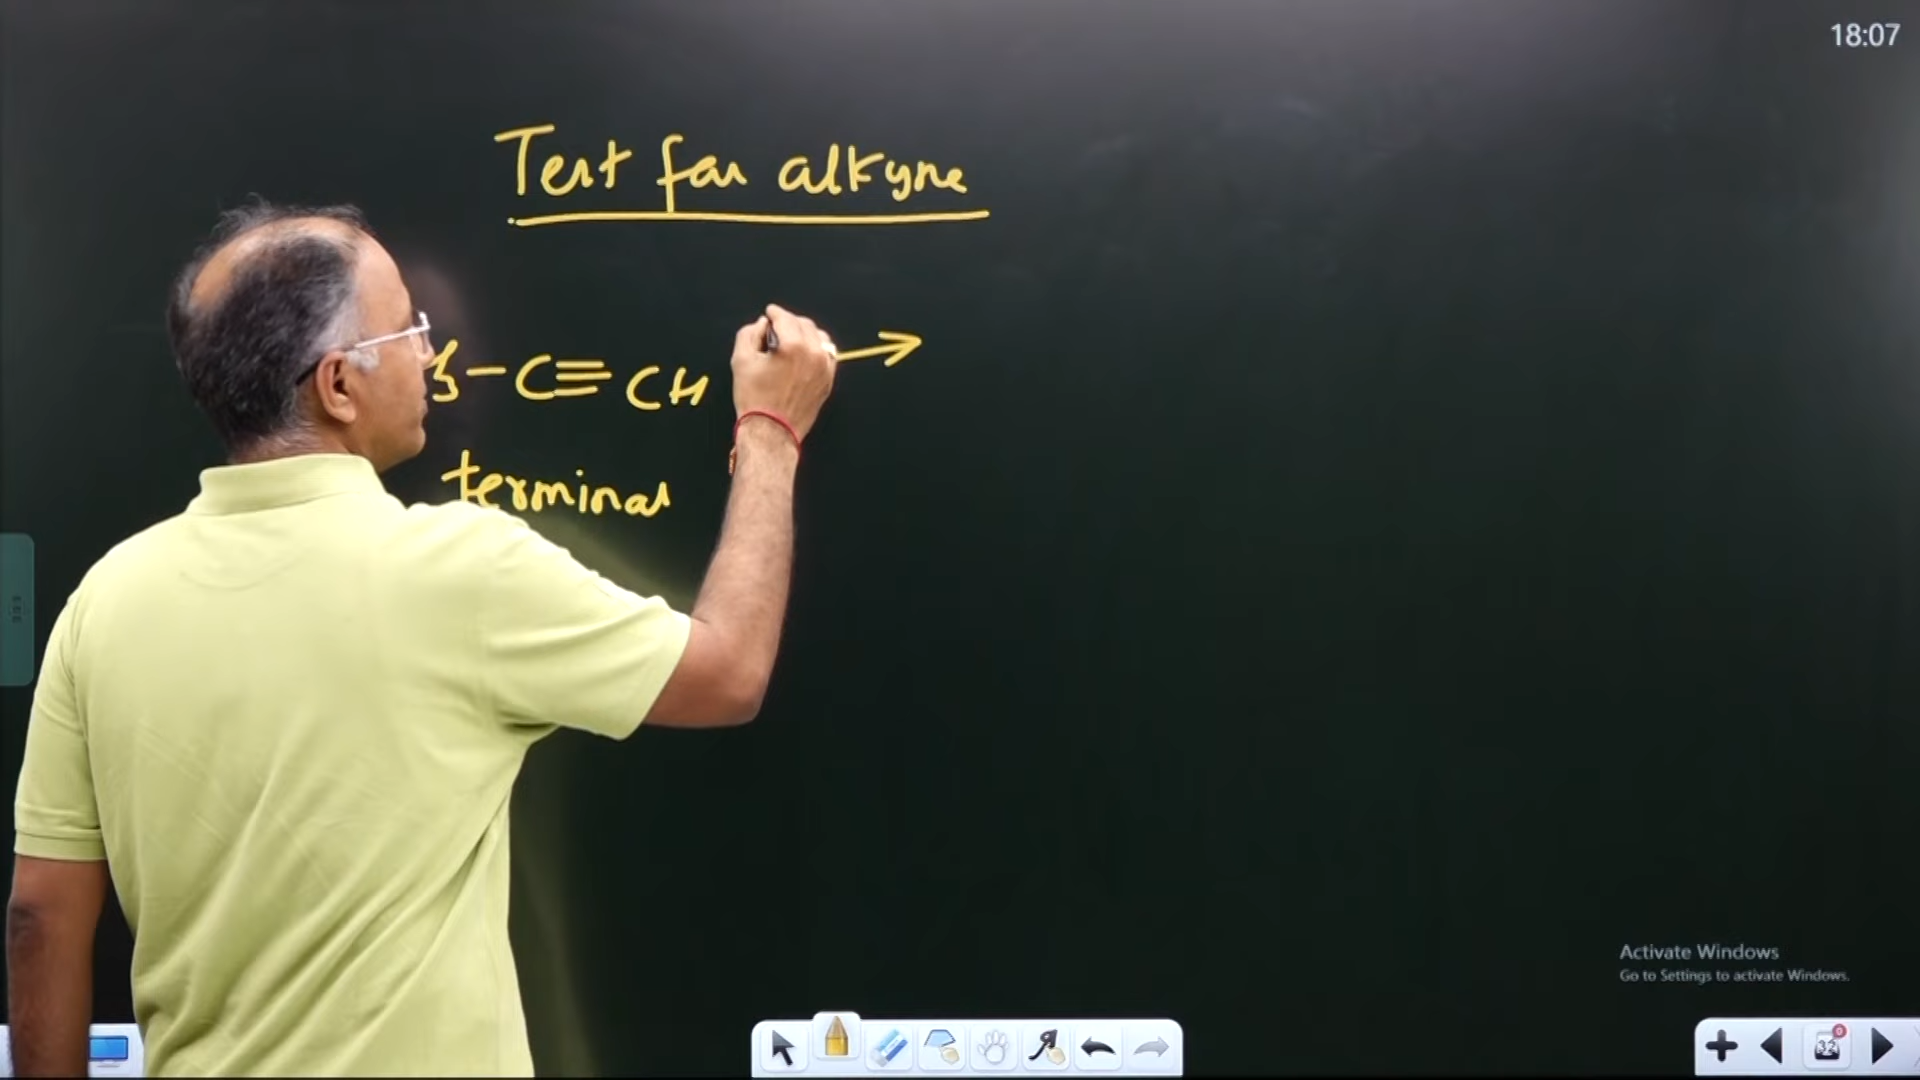 18:07
Test for alkyne
-C≡CH
terminal
Activate Windows
Go to Settings to activate Windows.